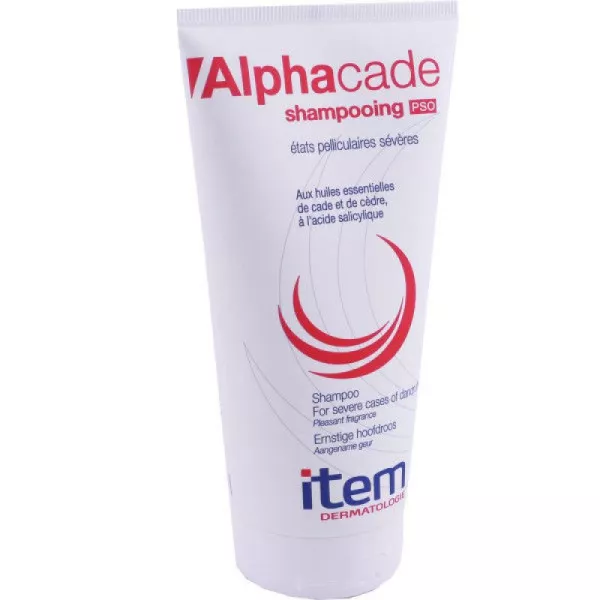 Alphacade
shampooing PSO
états pelliculaires sévères
Aux huiles essentielles
de cade et de cèdre,
à l'acide salicylique
Shampoo
For severe cases of
Pleasant fragrance
Ernstige hoofdroos
Aangename geur
item
DERMATOLOGIE